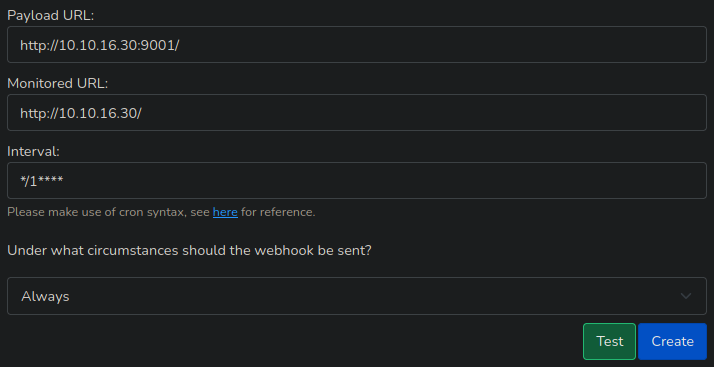 Payload URL:
http://10.10.16.30:9001/
Monitored URL:
http://10.10.16.30/
Interval:
*/1****
Please make use of cron syntax, see here for reference.
Under what circumstances should the webhook be sent?
Always
Test Create